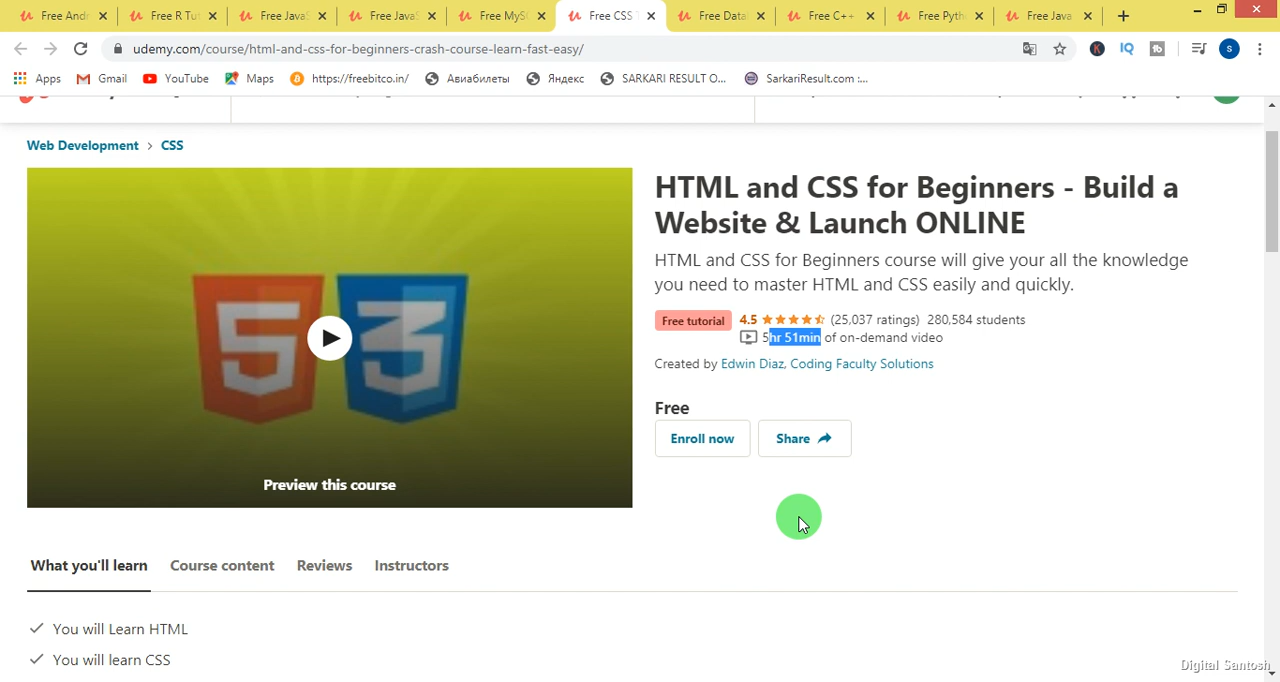 Free Andr
Free R Tut
Free JavaS
Free JavaS
Free MySQ
Free CSS T
Free Data
Free C++
Free Pyth
Free Java
udemy.com/course/html-and-css-for-beginners-crash-course-learn-fast-easy/
Apps Gmail YouTube Maps https://freebitco.in/ Авиабилеты Яндекс SARKARI RESULT O... SarkariResult.com :...
Web Development > CSS
HTML and CSS for Beginners - Build a
Website & Launch ONLINE
HTML and CSS for Beginners course will give your all the knowledge
you need to master HTML and CSS easily and quickly.
Free tutorial 4.5 (25,037 ratings) 280,584 students
5hr 51min of on-demand video
Created by Edwin Diaz, Coding Faculty Solutions
Free
Enroll now Share
5 3
Preview this course
What you'll learn Course content Reviews Instructors
You will Learn HTML
You will learn CSS
Digital Santosh